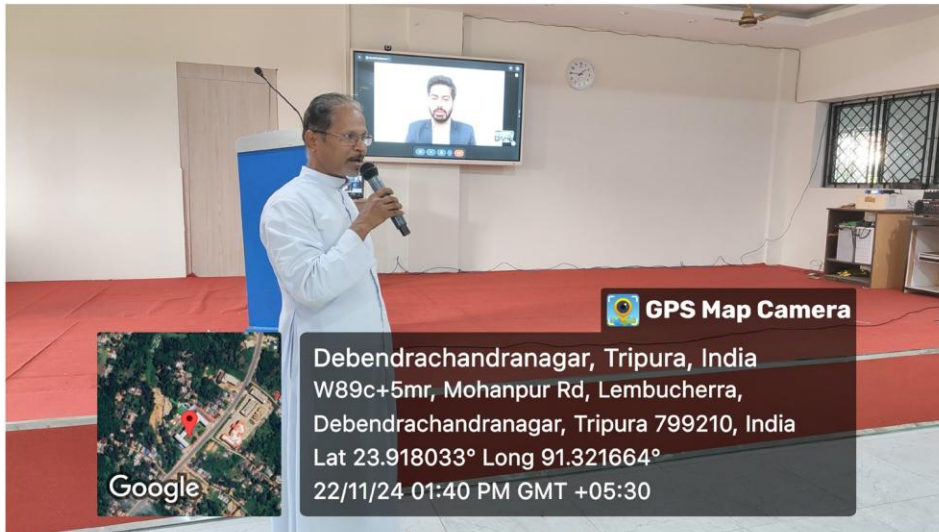 GPS Map Camera
Debendrachandranagar, Tripura, India
W89c+5mr, Mohanpur Rd, Lembucherra,
Debendrachandranagar, Tripura 799210, India
Lat 23.918033° Long 91.321664°
22/11/24 01:40 PM GMT +05:30
Google